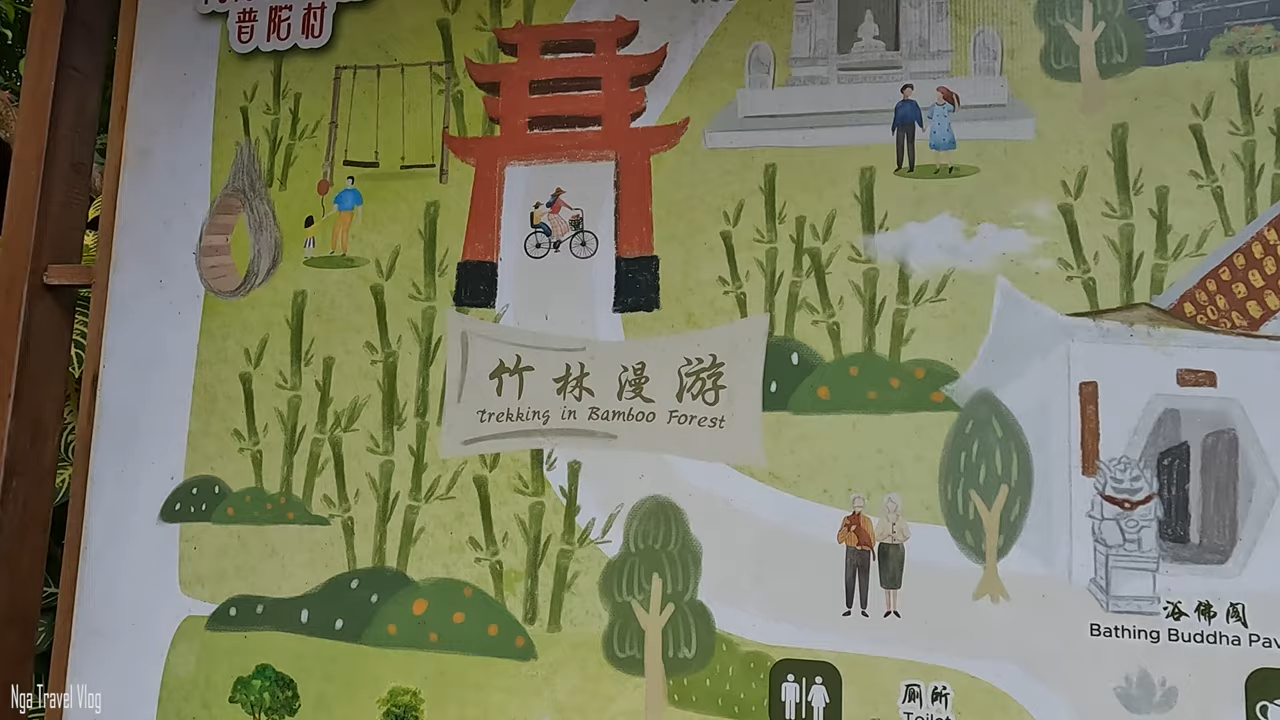 普陀村
竹林漫游
trekking in Bamboo Forest
浴佛阁
Bathing Buddha Pav
厕所
Toilet
Nga Travel Vlog